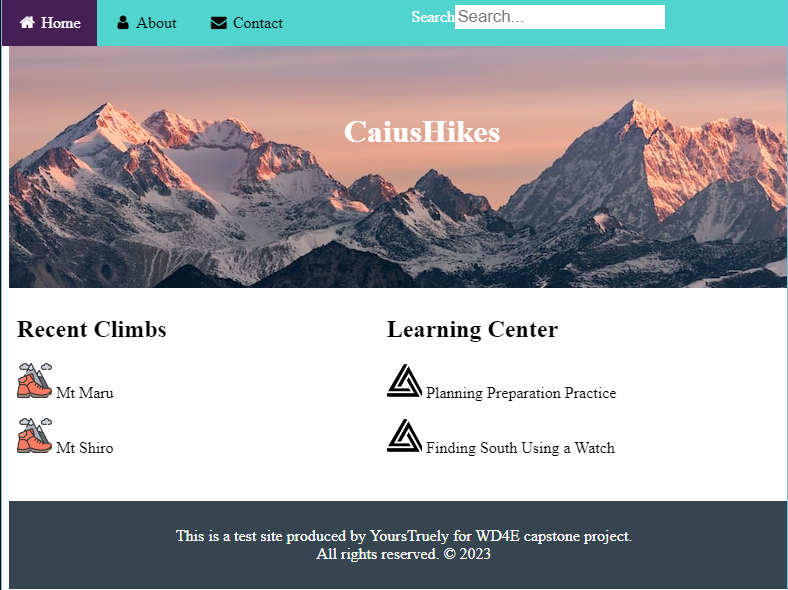 Home About Contact Search Search...
CaiusHikes
Recent Climbs
Mt Maru
Mt Shiro
Learning Center
Planning Preparation Practice
Finding South Using a Watch
This is a test site produced by YoursTruely for WD4E capstone project.
All rights reserved. © 2023